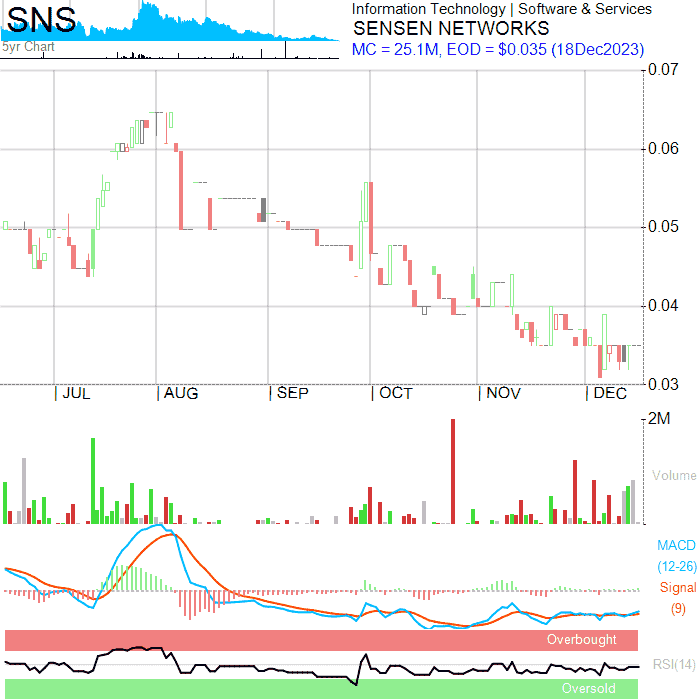 SNS
5yr Chart
Information Technology | Software & Services
SENSEN NETWORKS
MC = 25.1M, EOD = $0.035 (18Dec2023)
0.07
0.06
0.05
0.04
0.03
| JUL | AUG | SEP | OCT | NOV | DEC
2M
Volume
MACD
(12-26)
Signal
(9)
Overbought
RSI(14)
Oversold